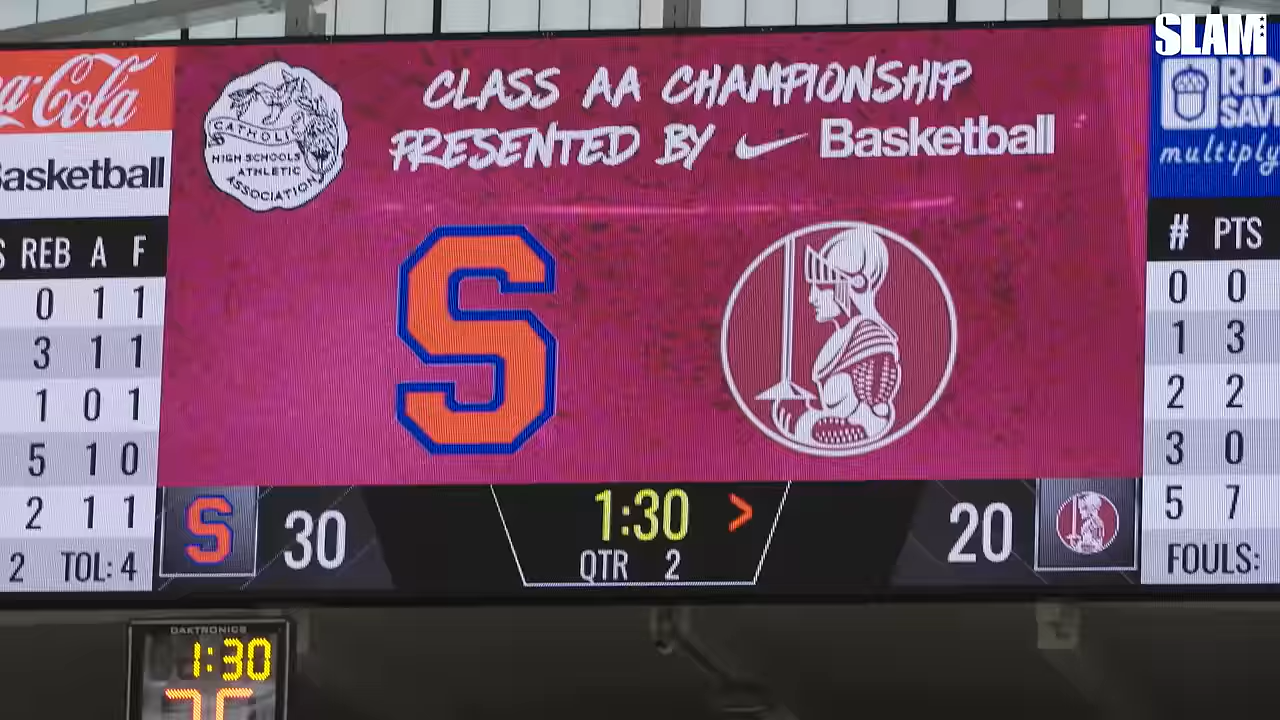 SLAM
Coca-Cola
Basketball
CATHOLIC
HIGH SCHOOLS
ATHLETIC
ASSOCIATION
CLASS AA CHAMPIONSHIP
PRESENTED BY Basketball
S
multiply
REB A F
0 1 1
3 1 1
1 0 1
5 1 0
2 1 1
2 TOL: 4
# PTS
0 0
1 3
2 2
3 0
5 7
FOULS:
S 30
1:30 >
QTR 2
20
DAKTRONICS
1:30